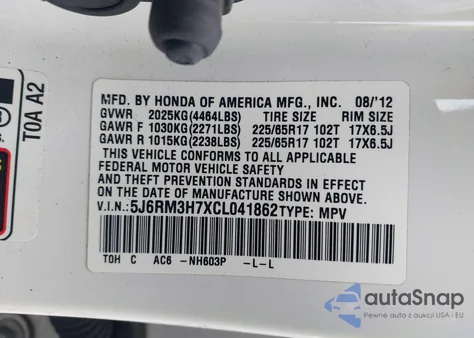 MFD. BY HONDA OF AMERICA MFG., INC. 08/'12
GVWR 2025KG(4464LBS) TIRE SIZE RIM SIZE
GAWR F 1030KG(2271LBS) 225/65R17 102T 17X6.5J
GAWR R 1015KG(2238LBS) 225/65R17 102T 17X6.5J
THIS VEHICLE CONFORMS TO ALL APPLICABLE
FEDERAL MOTOR VEHICLE SAFETY
AND THEFT PREVENTION STANDARDS IN EFFECT
ON THE DATE OF MANUFACTURE SHOWN ABOVE.
V.I.N.:5J6RM3H7XCL041862TYPE: MPV
TOH C AC6 -NH603P -L-L
TOA A2
autoSnap
Pewne auta z aukcji USA i EU